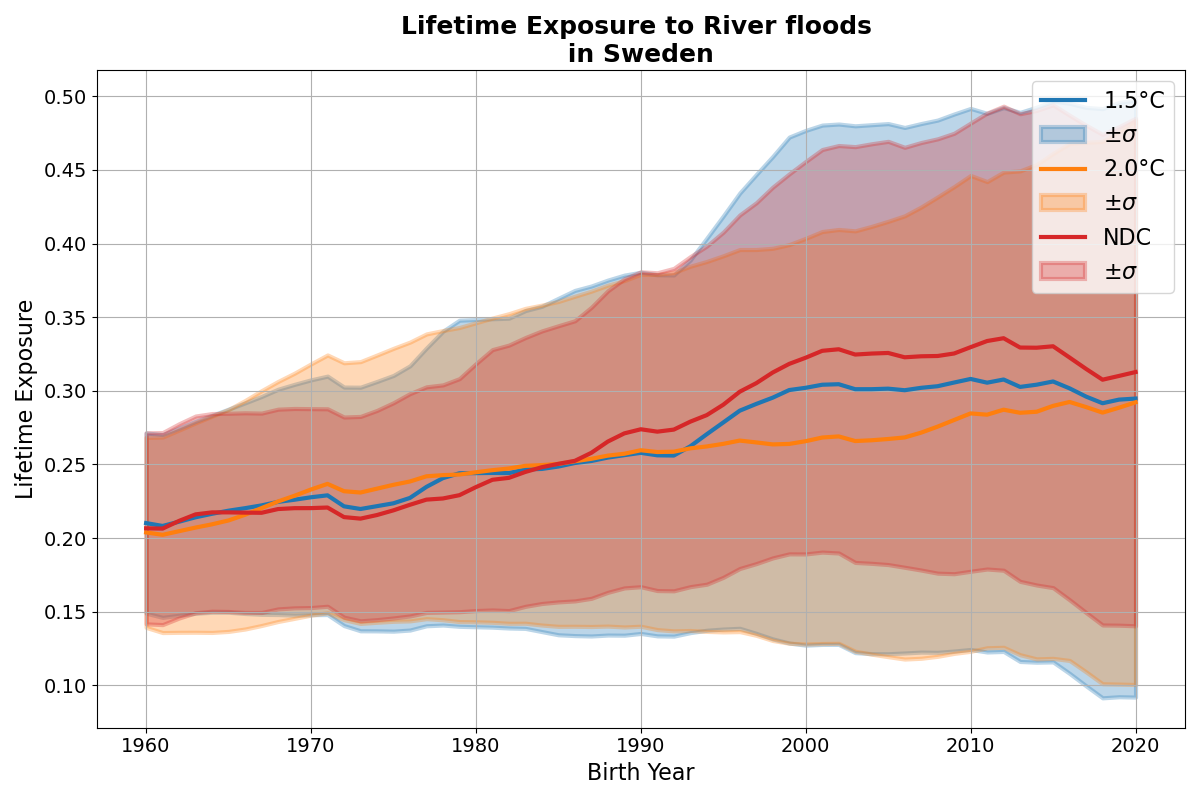 Lifetime Exposure to River floods
in Sweden
Lifetime Exposure
0.50
0.45
0.40
0.35
0.30
0.25
0.20
0.15
0.10
1.5°C
±σ
2.0°C
±σ
NDC
±σ
1960 1970 1980 1990 2000 2010 2020
Birth Year